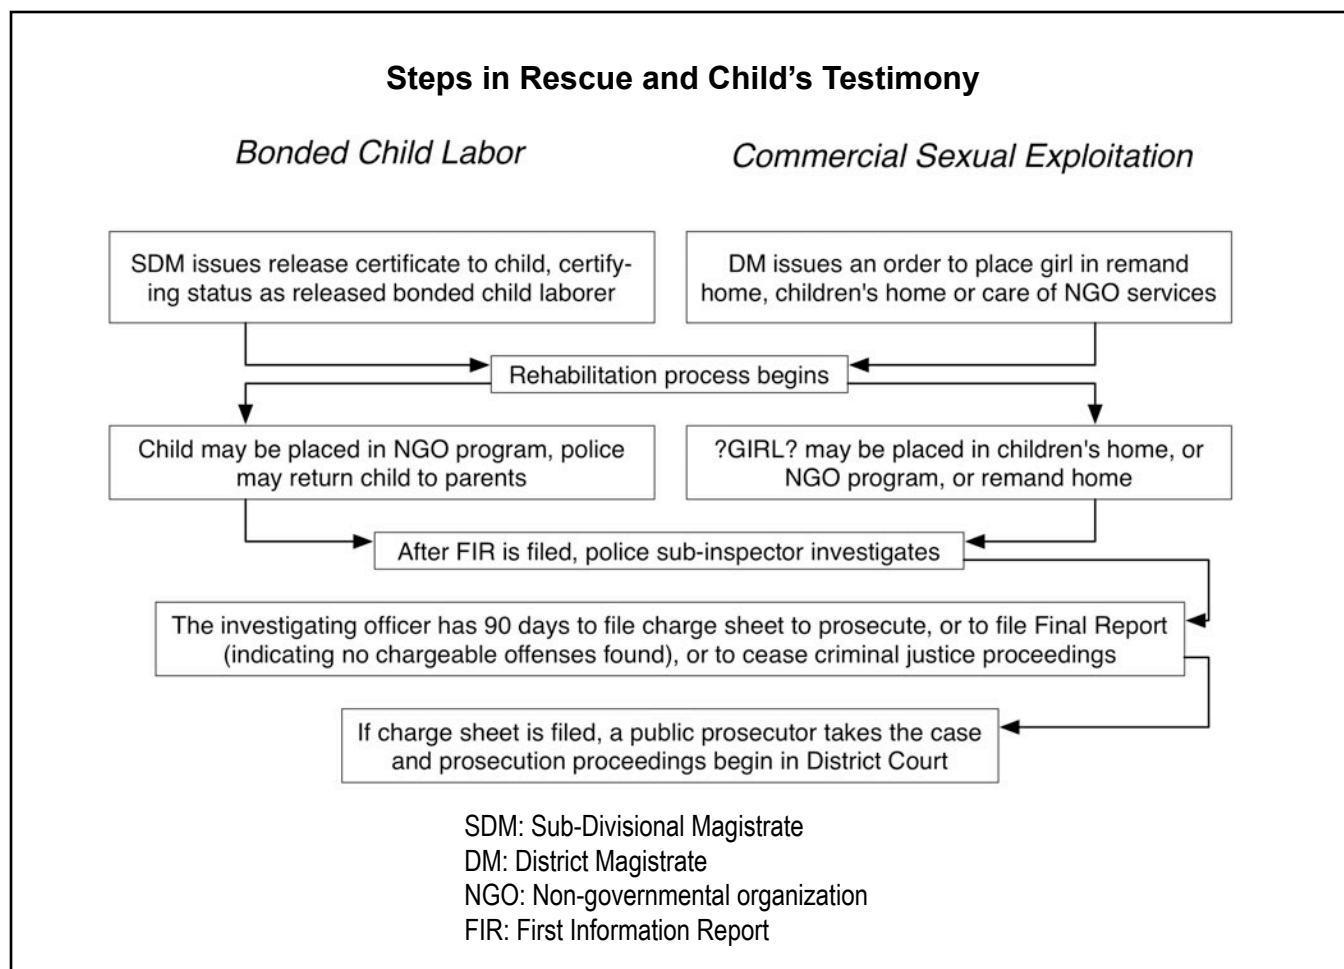 Steps in Rescue and Child's Testimony
Bonded Child Labor
Commercial Sexual Exploitation
SDM issues release certificate to child, certify-
ing status as released bonded child laborer
DM issues an order to place girl in remand
home, children's home or care of NGO services
Rehabilitation process begins
Child may be placed in NGO program, police
may return child to parents
?GIRL? may be placed in children's home, or
NGO program, or remand home
After FIR is filed, police sub-inspector investigates
The investigating officer has 90 days to file charge sheet to prosecute, or to file Final Report
(indicating no chargeable offenses found), or to cease criminal justice proceedings
If charge sheet is filed, a public prosecutor takes the case
and prosecution proceedings begin in District Court
SDM: Sub-Divisional Magistrate
DM: District Magistrate
NGO: Non-governmental organization
FIR: First Information Report